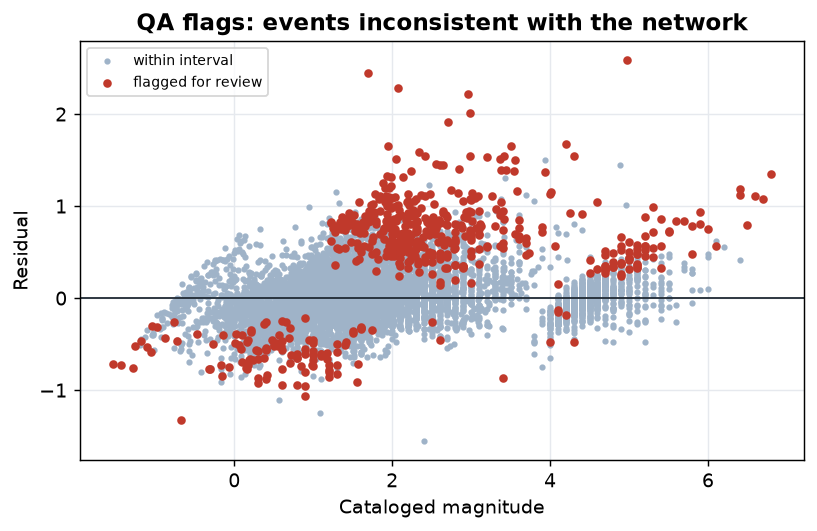 QA flags: events inconsistent with the network
within interval
flagged for review
Residual
2
1
0
−1
0
2
4
6
Cataloged magnitude